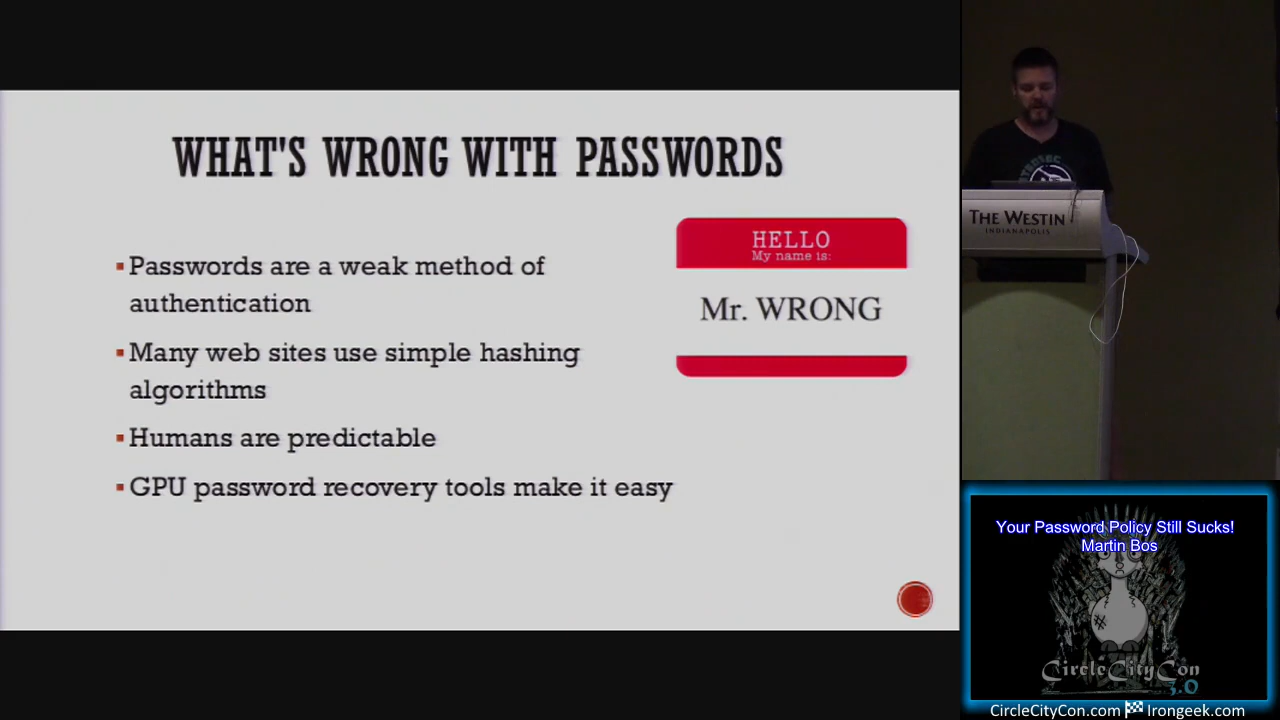 WHAT'S WRONG WITH PASSWORDS
▪Passwords are a weak method of
authentication
▪Many web sites use simple hashing
algorithms
▪Humans are predictable
▪GPU password recovery tools make it easy
HELLO
My name is:
Mr. WRONG
THE WESTIN
INDIANAPOLIS
Your Password Policy Still Sucks!
Martin Bos
CircleCityCon
3.0
CircleCityCon.com Irongeek.com